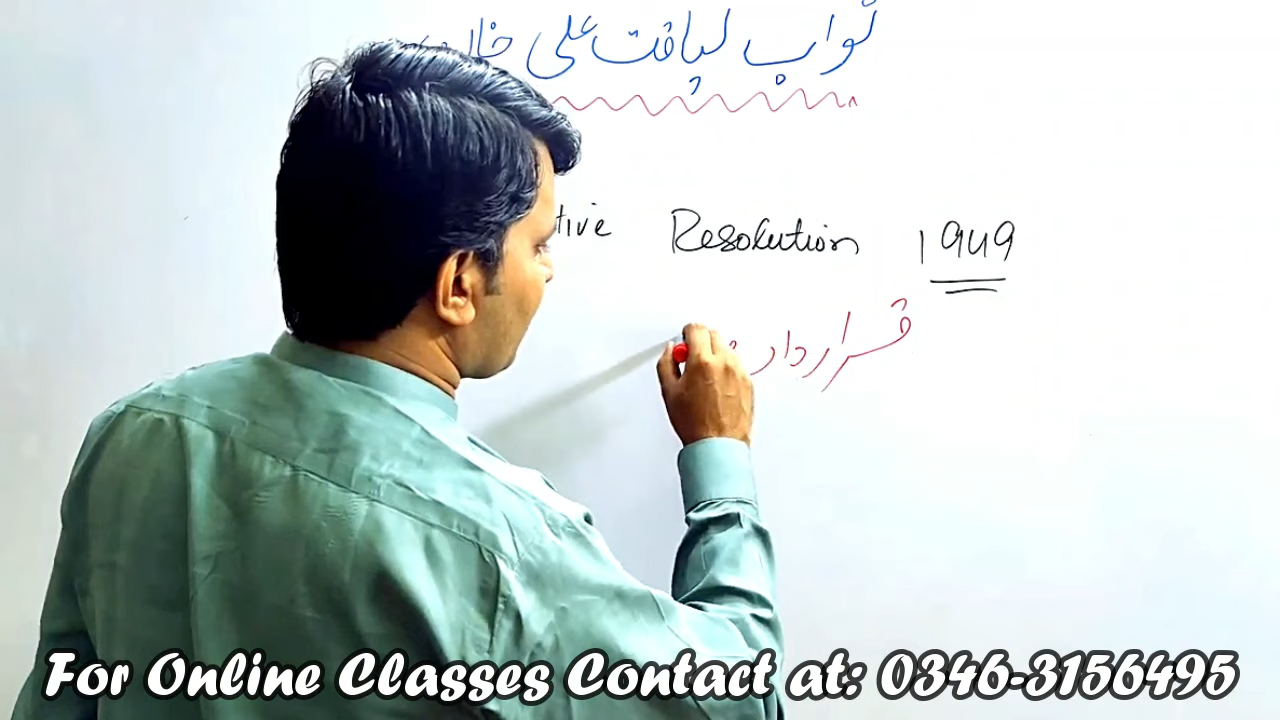 نواب لیاقت علی خان
tive Resolution 1949
قرارداد
For Online Classes Contact at: 0346-3156495